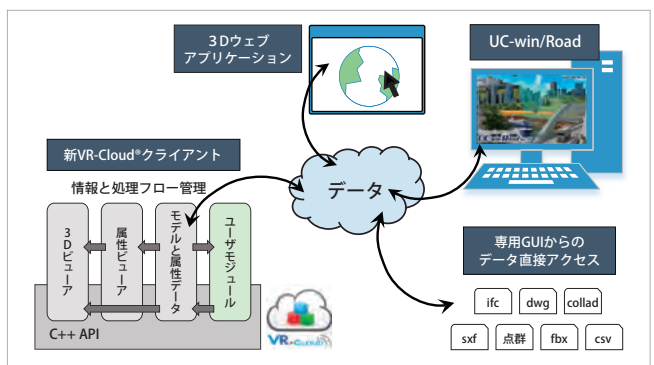 ３Dウェブ
アプリケーション
UC-win/Road
新VR-Cloud®クライアント
情報と処理フロー管理
３Dビューア
属性ビューア
モデルと属性データ
ユーザモジュール
C++ API
VR
CLOUD
データ
専用GUIからの
データ直接アクセス
ifc
dwg
collad
sxf
点群
fbx
csv